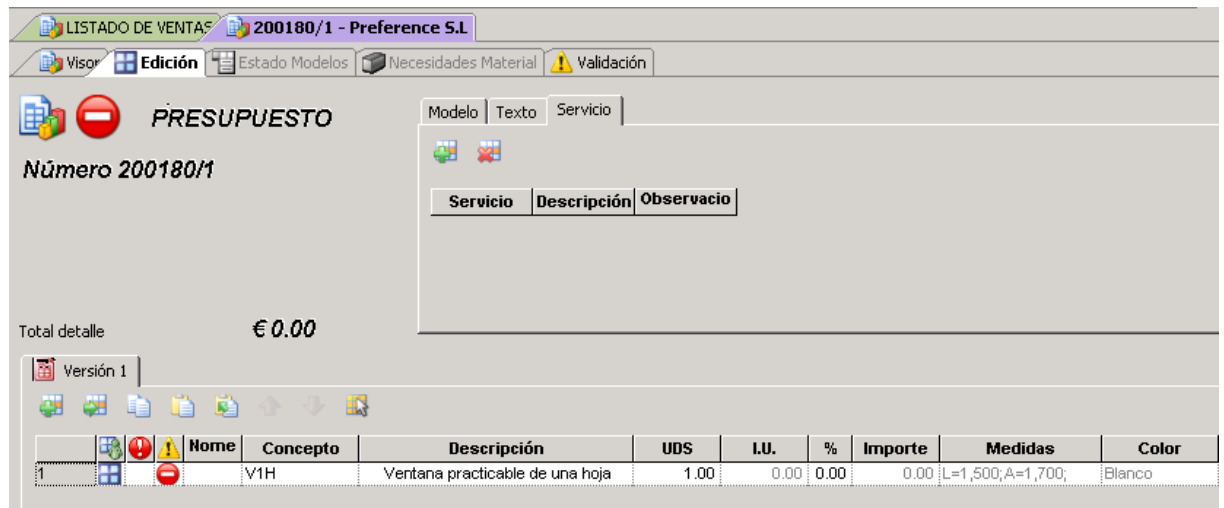 LISTADO DE VENTAS 200180/1 - Preference S.L
Visor Edición Estado Modelos Necesidades Material Validación
PRESUPUESTO
Número 200180/1
Modelo Texto Servicio
Servicio Descripción Observacio
Total detalle € 0.00
Versión 1
Nome Concepto Descripción UDS I.U. % Importe Medidas Color
1 V1H Ventana practicable de una hoja 1.00 0.00 0.00 0.00 L=1,500;A=1,700; Blanco